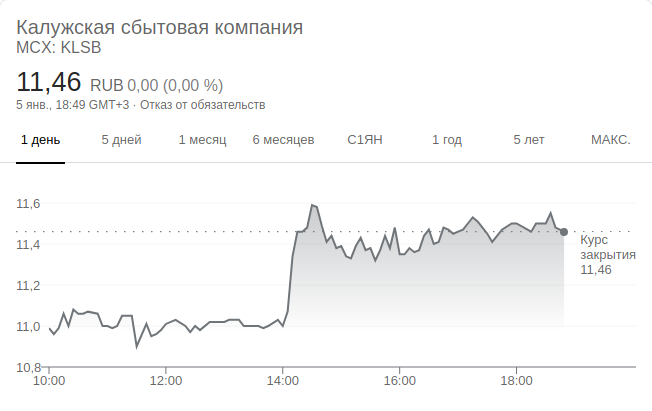 Калужская сбытовая компания
MCX: KLSB
11,46 RUB 0,00 (0,00 %)
5 янв., 18:49 GMT+3 · Отказ от обязательств
1 день 5 дней 1 месяц 6 месяцев С1ЯН 1 год 5 лет МАКС.
11,6
11,4
11,2
11,0
10,8
Курс
закрытия
11,46
10:00 12:00 14:00 16:00 18:00